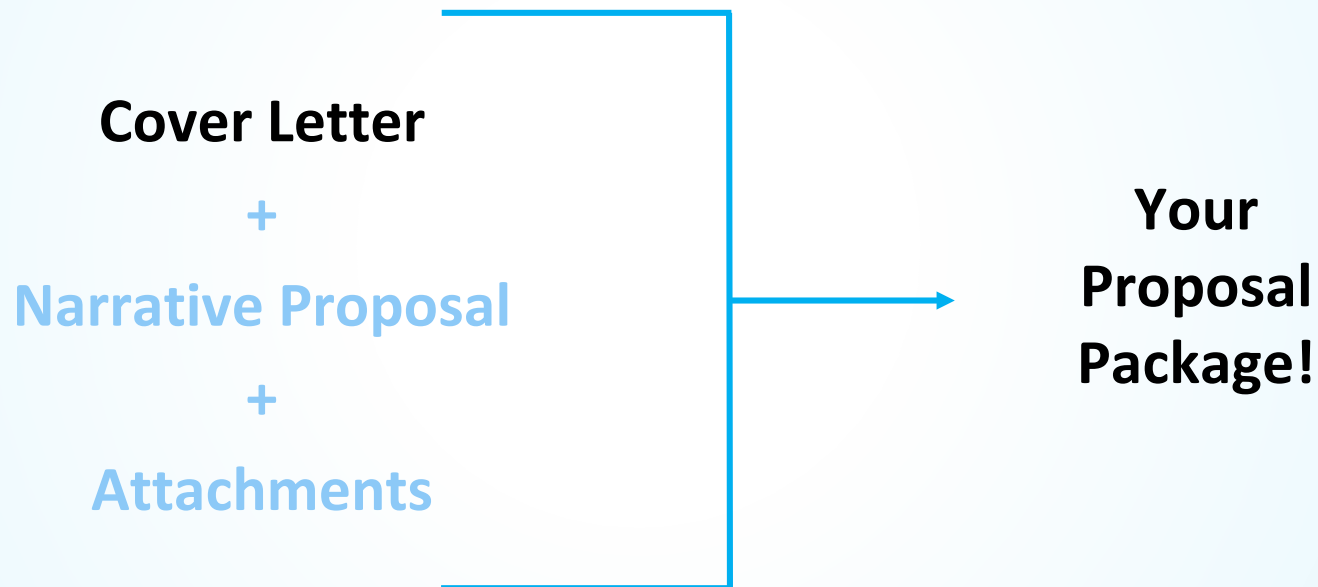 Cover Letter
+
Narrative Proposal
+
Attachments
Your
Proposal
Package!